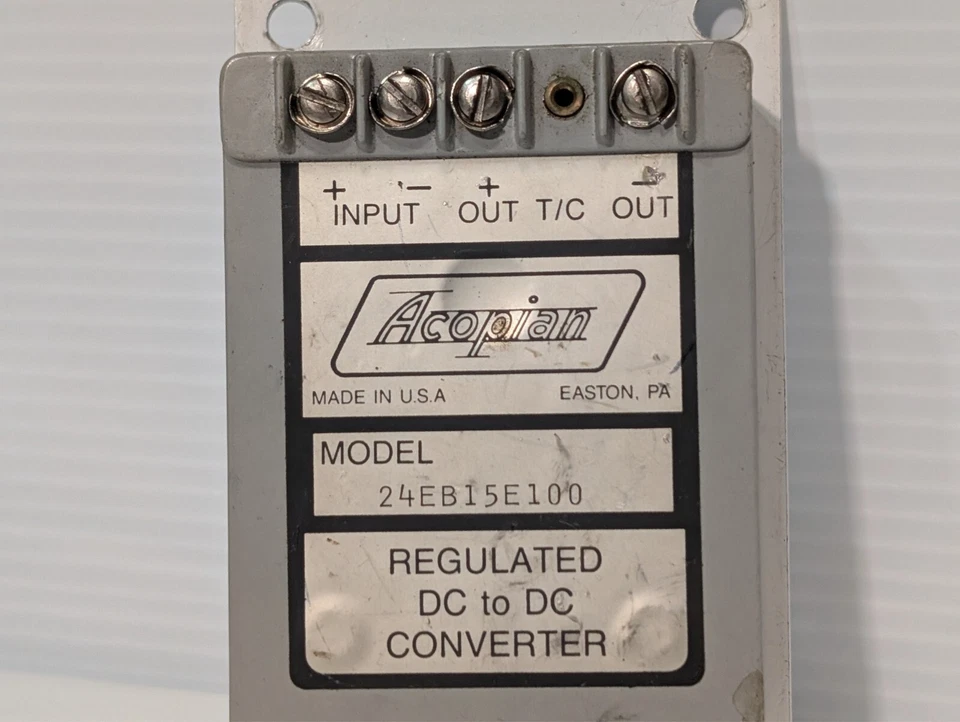 + − + −
INPUT OUT T/C OUT
Acopian
MADE IN U.S.A EASTON, PA
MODEL
24EB15E100
REGULATED
DC to DC
CONVERTER